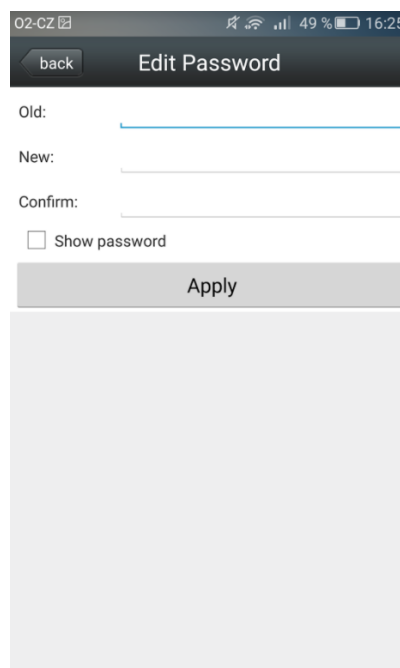 O2-CZ 49 % 16:25
back Edit Password
Old:
New:
Confirm:
Show password
Apply